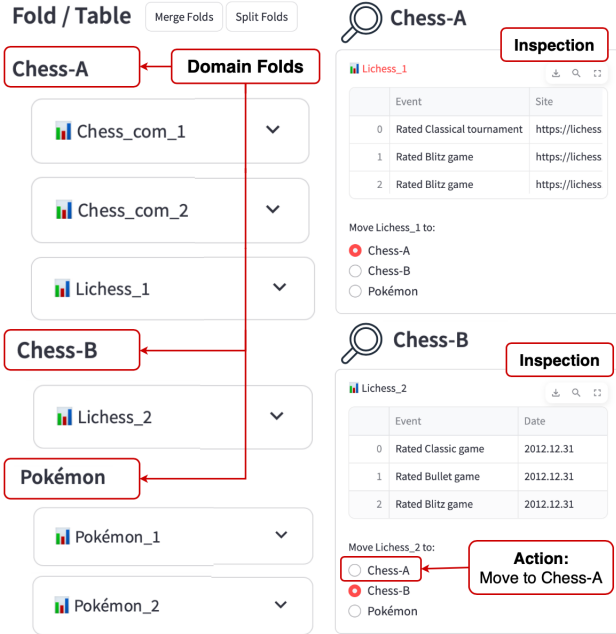 Fold / Table
Merge Folds
Split Folds
Chess-A
Domain Folds
Chess_com_1
Chess_com_2
Lichess_1
Chess-B
Lichess_2
Pokémon
Pokémon_1
Pokémon_2
Chess-A
Inspection
Lichess_1
Event Site
0 Rated Classical tournament https://lichess
1 Rated Blitz game https://lichess
2 Rated Blitz game https://lichess
Move Lichess_1 to:
Chess-A
Chess-B
Pokémon
Chess-B
Inspection
Lichess_2
Event Date
0 Rated Classic game 2012.12.31
1 Rated Bullet game 2012.12.31
2 Rated Blitz game 2012.12.31
Move Lichess_2 to:
Chess-A
Chess-B
Pokémon
Action:
Move to Chess-A